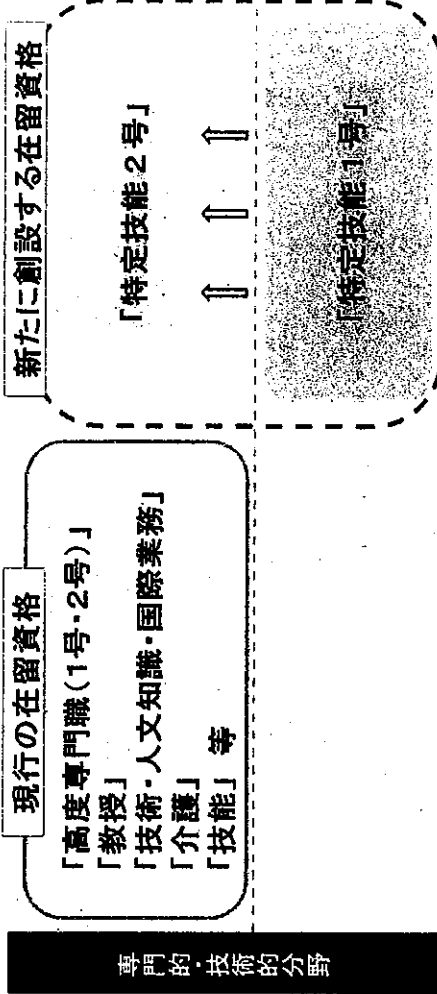 専門的・技術的分野
現行の在留資格
「高度専門職(1号・2号)」
「教授」
「技術・人文知識・国際業務」
「介護」
「技能」等
新たに創設する在留資格
「特定技能2号」
「特定技能1号」